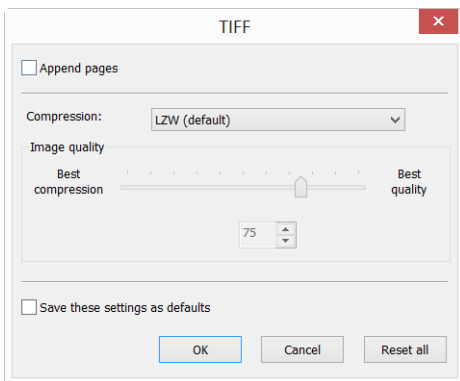 TIFF
Append pages
Compression: LZW (default)
Image quality
Best compression
Best quality
75
Save these settings as defaults
OK Cancel Reset all